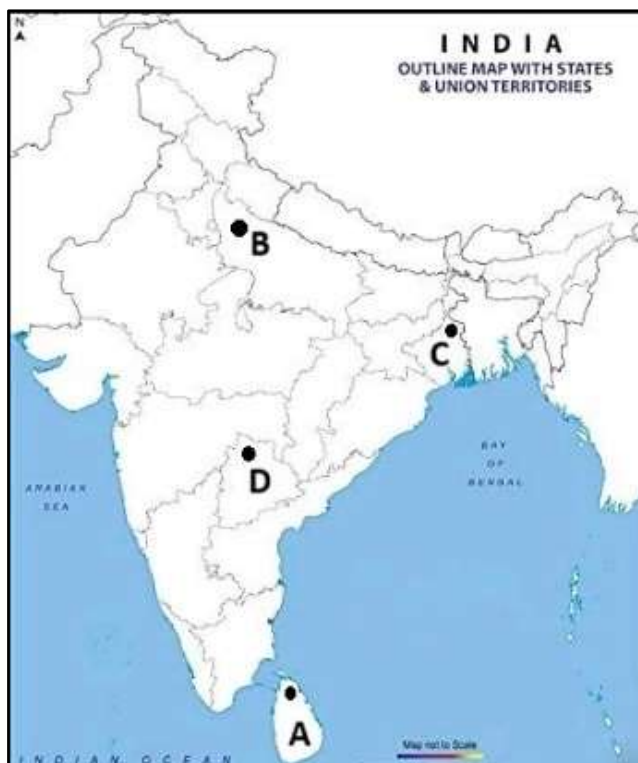 N
INDIA
OUTLINE MAP WITH STATES
& UNION TERRITORIES
B
C
D
ARABIAN
SEA
BAY
OF
BENGAL
A
Map not to Scale
INDIAN OCEAN